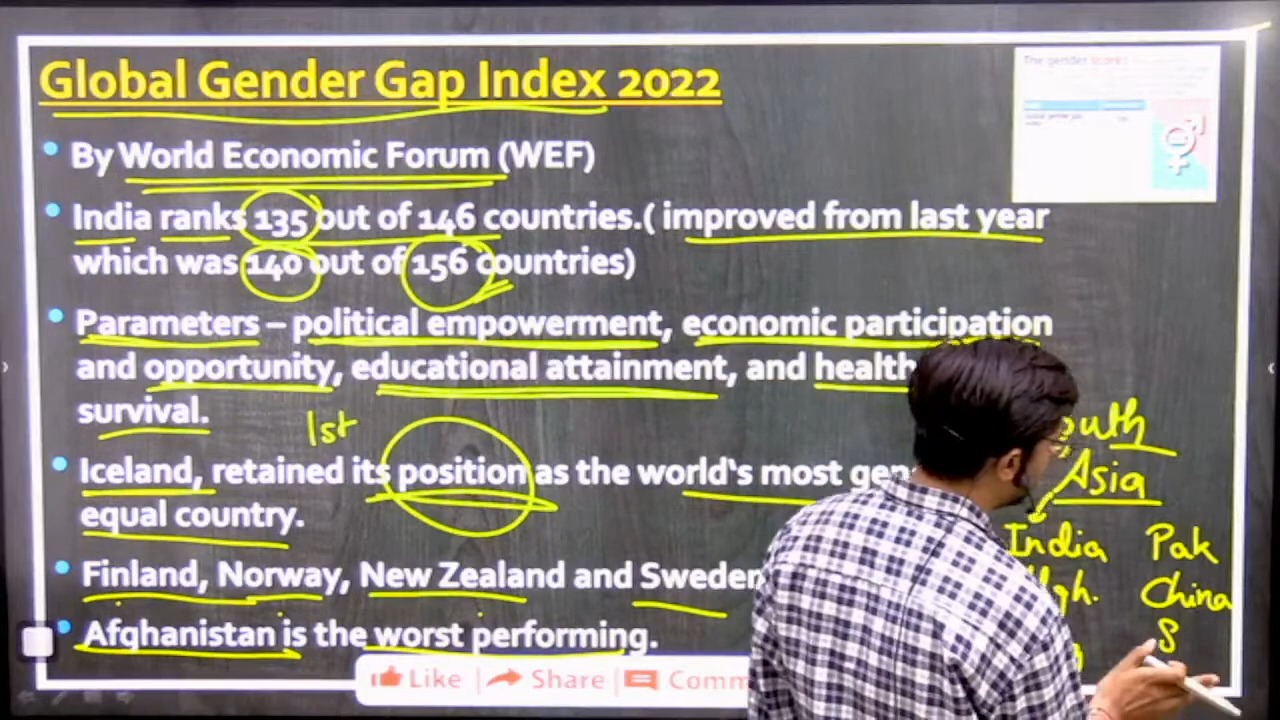 Global Gender Gap Index 2022
The gender
By World Economic Forum (WEF)
India ranks 135 out of 146 countries.( improved from last year
which was 140 out of 156 countries)
Parameters – political empowerment, economic participation
and opportunity, educational attainment, and health
survival.
1st
Iceland, retained its position as the world's most
equal country.
Finland, Norway, New Zealand and Sweden
Afghanistan is the worst performing.
Asia
India Pak
China
S
Like Share